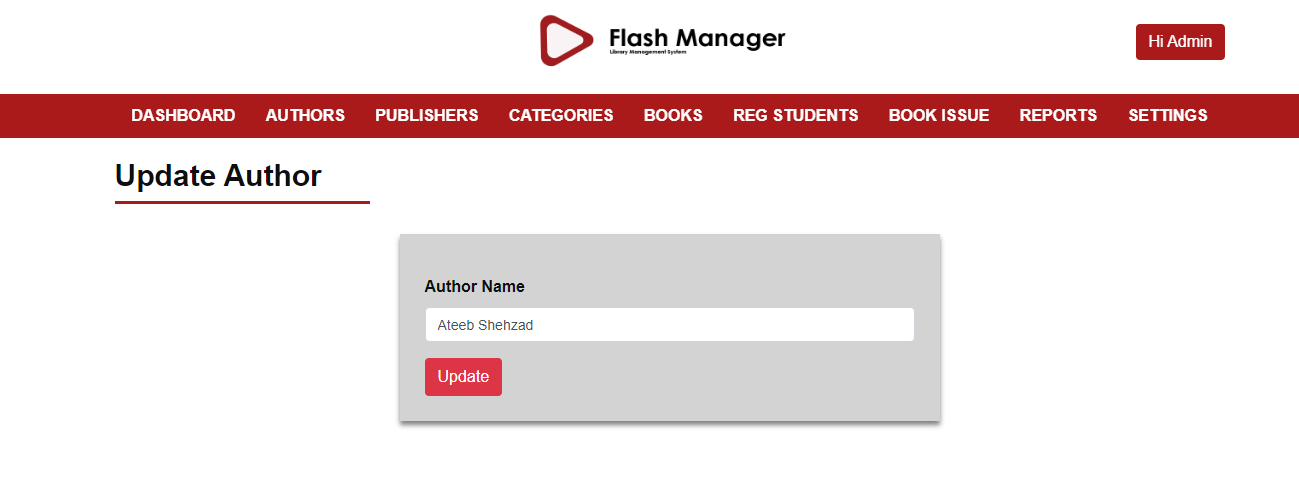 Flash Manager
Library Management System
Hi Admin
DASHBOARD AUTHORS PUBLISHERS CATEGORIES BOOKS REG STUDENTS BOOK ISSUE REPORTS SETTINGS
Update Author
Author Name
Ateeb Shehzad
Update